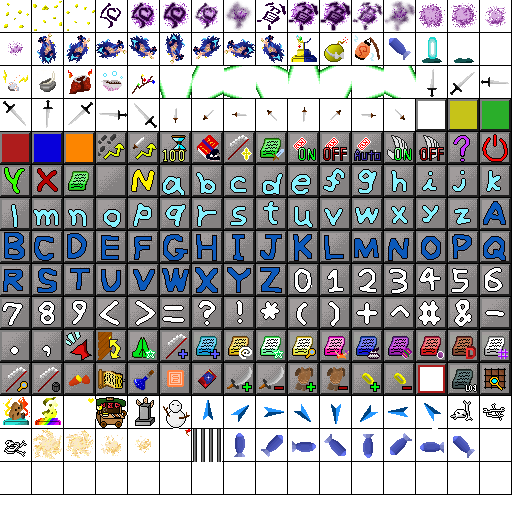 100 ON OFF Auto ON OFF ?
Y X N a b c d e f g h i j k
l m n o p q r s t u v w x y z A
B C D E F G H I J K L M N O P Q
R S T U V W X Y Z 0 1 2 3 4 5 6
7 8 9 < > = ? ! * ( ) + ^ # & -
. ,